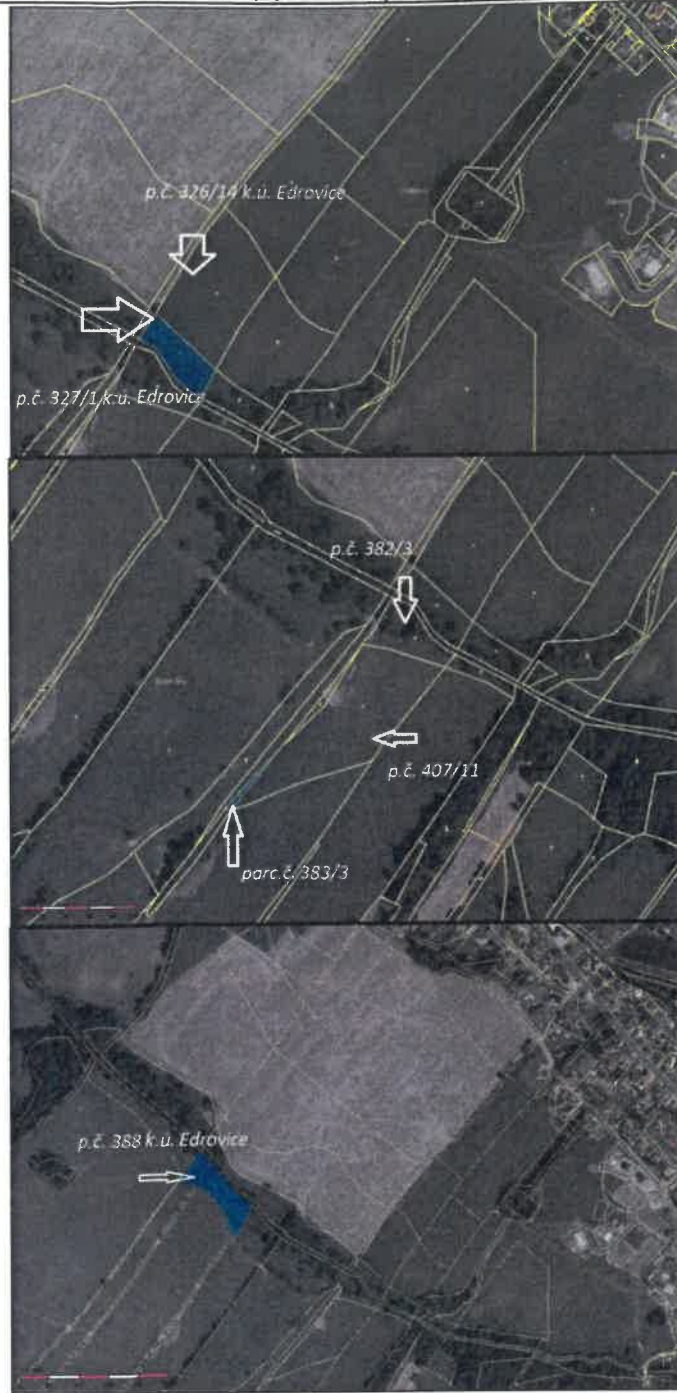 p.č. 326/14 k.ú. Edrovice
p.č. 327/1 k.ú. Edrovice
p.č. 382/3
p.č. 407/11
parc.č. 383/3
p.č. 388 k.ú. Edrovice